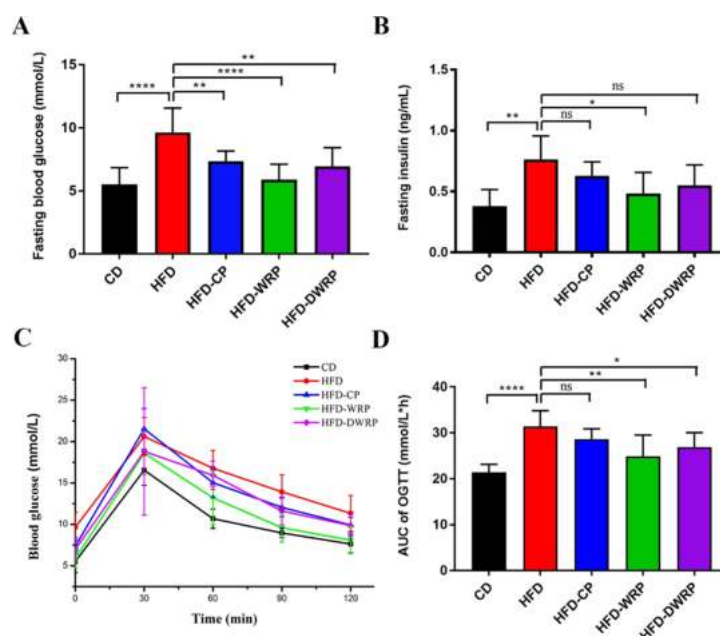 A
Fasting blood glucose (mmol/L)
15
10
5
0
****
**
****
**
CD
HFD
HFD-CP
HFD-WRP
HFD-DWRP
B
Fasting insulin (ng/mL)
1.5
1.0
0.5
0.0
**
ns
*
ns
CD
HFD
HFD-CP
HFD-WRP
HFD-DWRP
C
Blood glucose (mmol/L)
30
25
20
15
10
5
0
30
60
90
120
Time (min)
CD
HFD
HFD-CP
HFD-WRP
HFD-DWRP
D
AUC of OGTT (mmol/L*h)
40
30
20
10
0
****
ns
**
*
CD
HFD
HFD-CP
HFD-WRP
HFD-DWRP